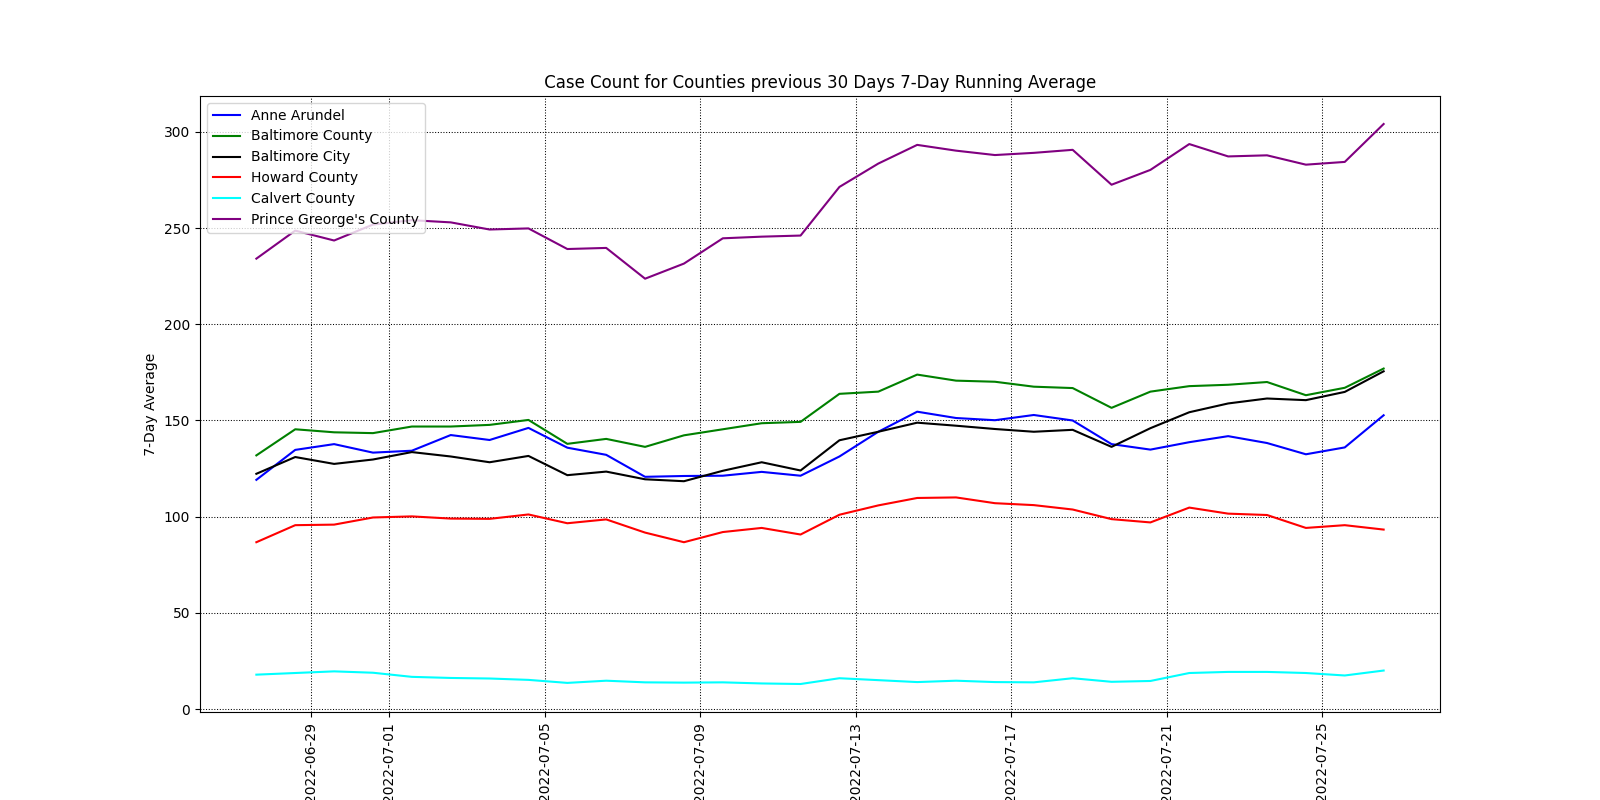 Case Count for Counties previous 30 Days 7-Day Running Average
Anne Arundel
Baltimore County
Baltimore City
Howard County
Calvert County
Prince Greorge's County
7-Day Average
300
250
200
150
100
50
0
2022-06-29
2022-07-01
2022-07-05
2022-07-09
2022-07-13
2022-07-17
2022-07-21
2022-07-25